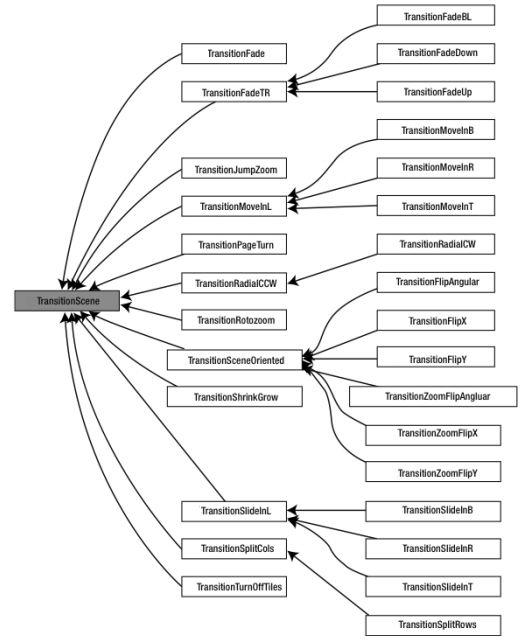 TransitionFadeBL
TransitionFade
TransitionFadeDown
TransitionFadeTR
TransitionFadeUp
TransitionMoveInB
TransitionJumpZoom
TransitionMoveInR
TransitionMoveInL
TransitionMoveInT
TransitionPageTurn
TransitionRadialCW
TransitionRadialCCW
TransitionFlipAngular
TransitionScene
TransitionRotozoom
TransitionFlipX
TransitionSceneOriented
TransitionFlipY
TransitionShrinkGrow
TransitionZoomFlipAngluar
TransitionZoomFlipX
TransitionZoomFlipY
TransitionSlideInL
TransitionSlideInB
TransitionSplitCols
TransitionSlideInR
TransitionTurnOffTiles
TransitionSlideInT
TransitionSplitRows